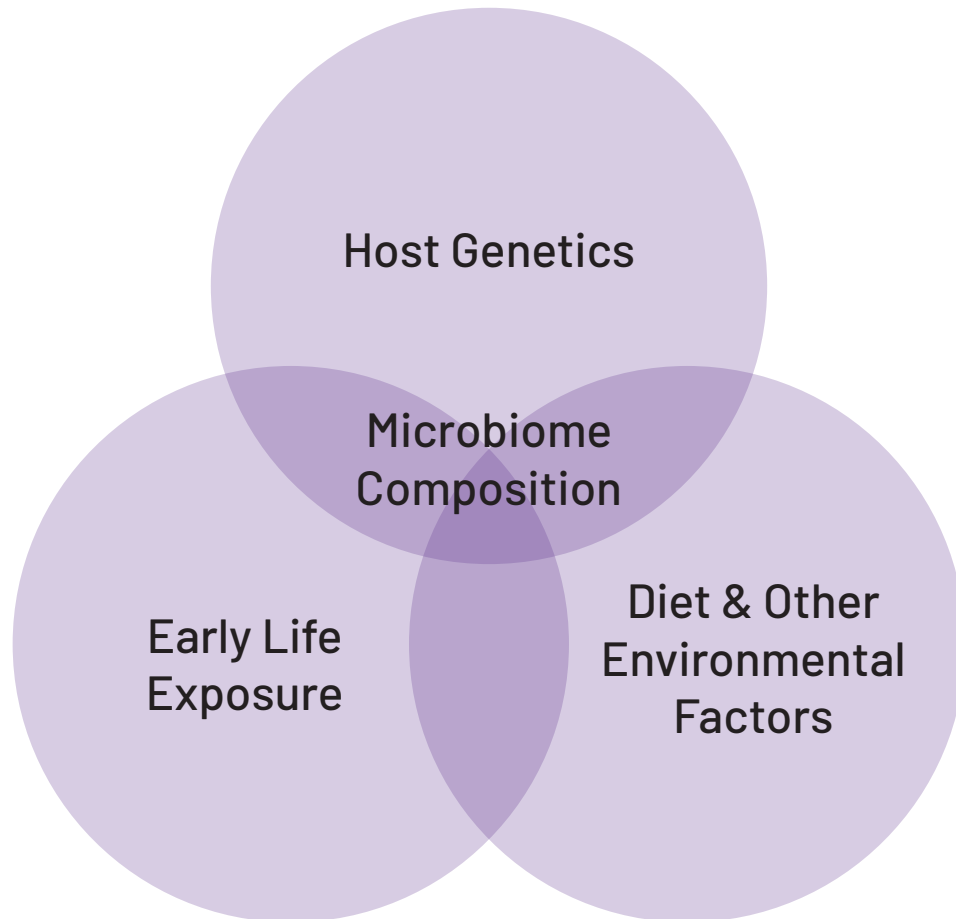 Host Genetics
Microbiome
Composition
Early Life
Exposure
Diet & Other
Environmental
Factors